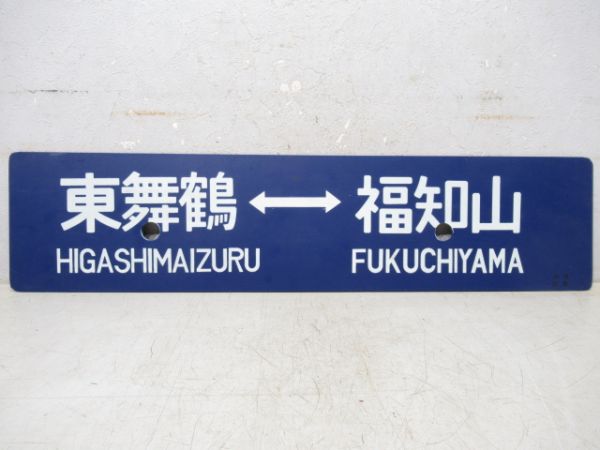 東舞鶴 ↔ 福知山
HIGASHIMAIZURU FUKUCHIYAMA